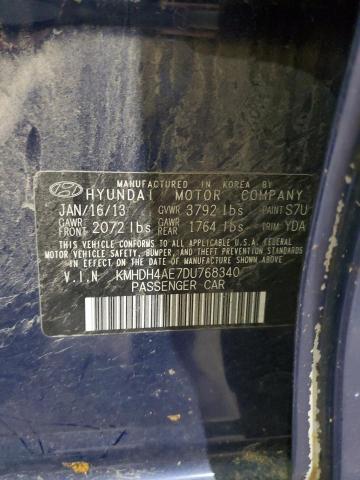 MANUFACTURED IN KOREA BY
HYUNDAI MOTOR COMPANY
JAN/16/13 GVWR 3792 lbs PAINT S7U
GAWR FRONT 2072 lbs GAWR REAR 1764 lbs TRIM YDA
THIS VEHICLE CONFORMS TO ALL APPLICABLE U.S.A. FEDERAL
MOTOR VEHICLE SAFETY, BUMPER, AND THEFT PREVENTION STANDARDS
IN EFFECT ON THE DATE OF MANUFACTURE SHOWN ABOVE.
V.I.N KMHDH4AE7DU768340
PASSENGER CAR